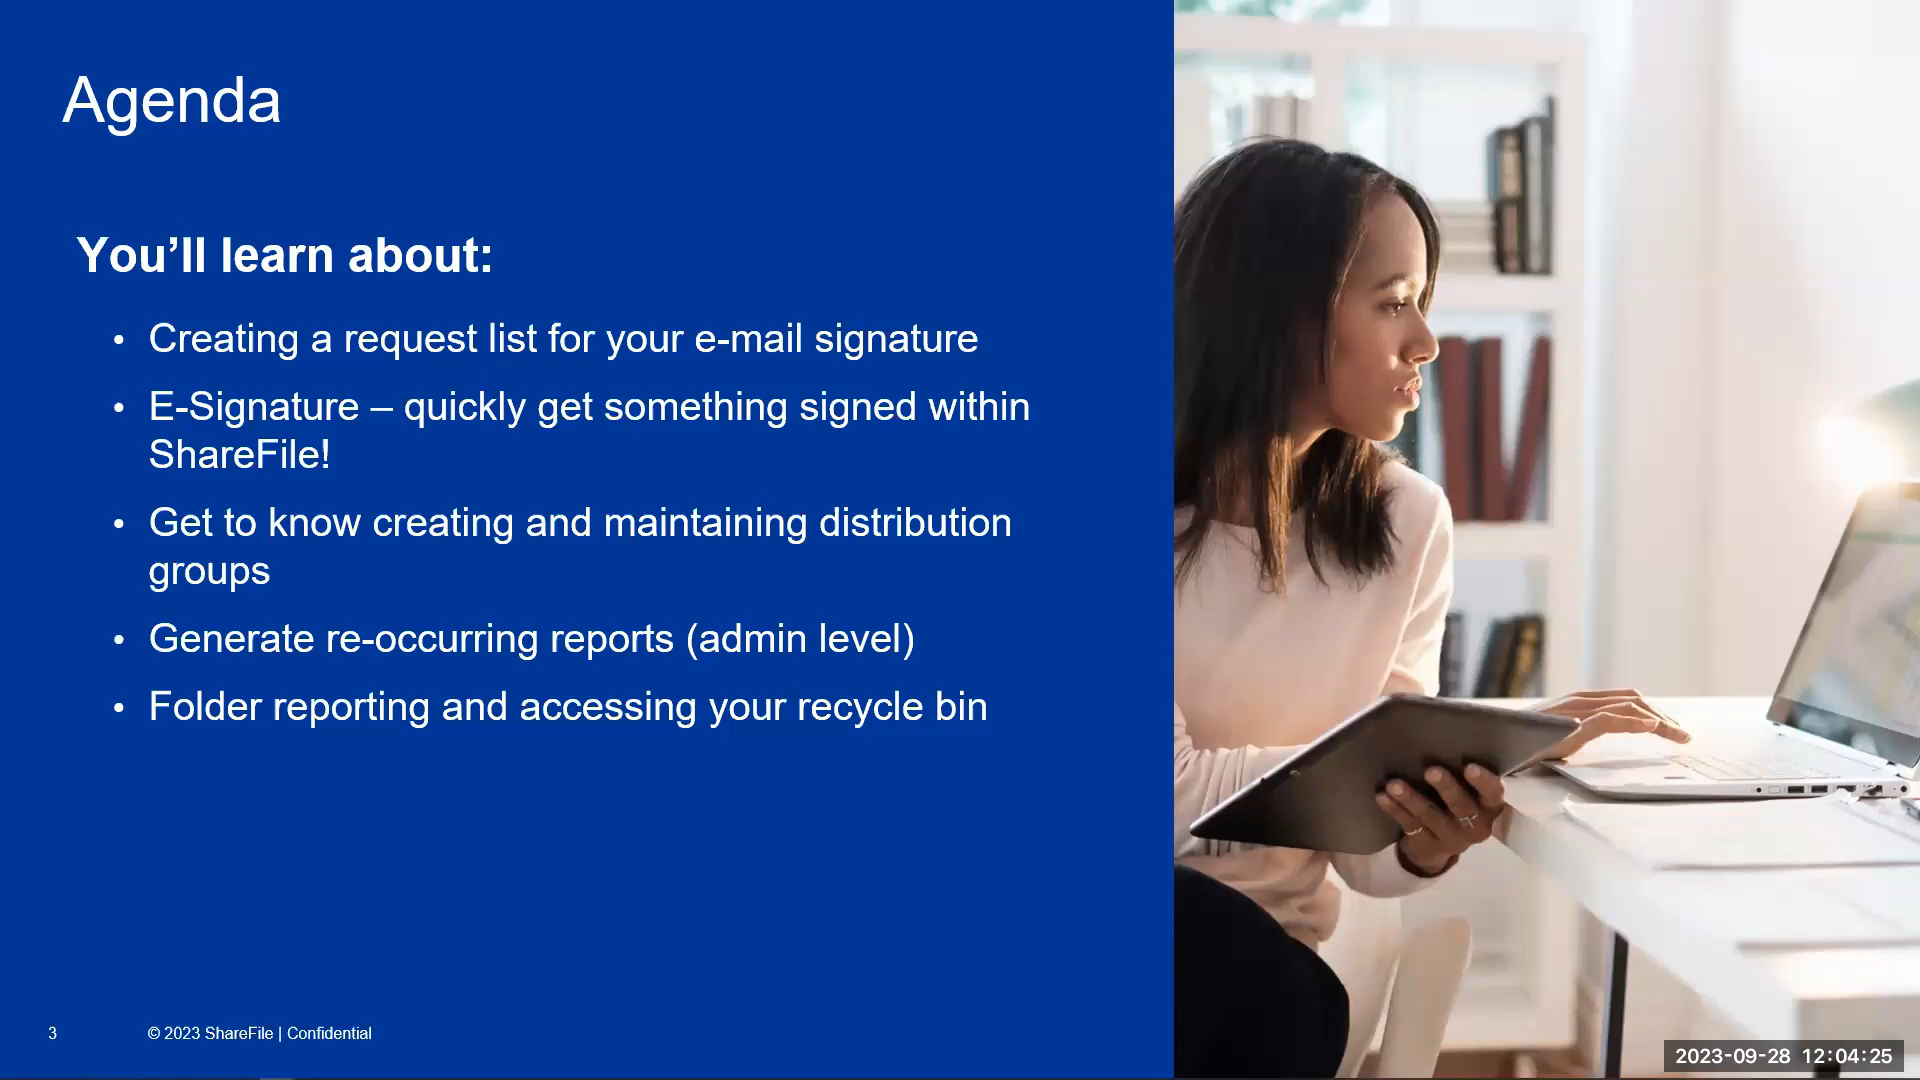 Agenda
You’ll learn about:
• Creating a request list for your e-mail signature
• E-Signature – quickly get something signed within
ShareFile!
• Get to know creating and maintaining distribution
groups
• Generate re-occurring reports (admin level)
• Folder reporting and accessing your recycle bin
3
© 2023 ShareFile | Confidential
2023-09-28 12:04:25